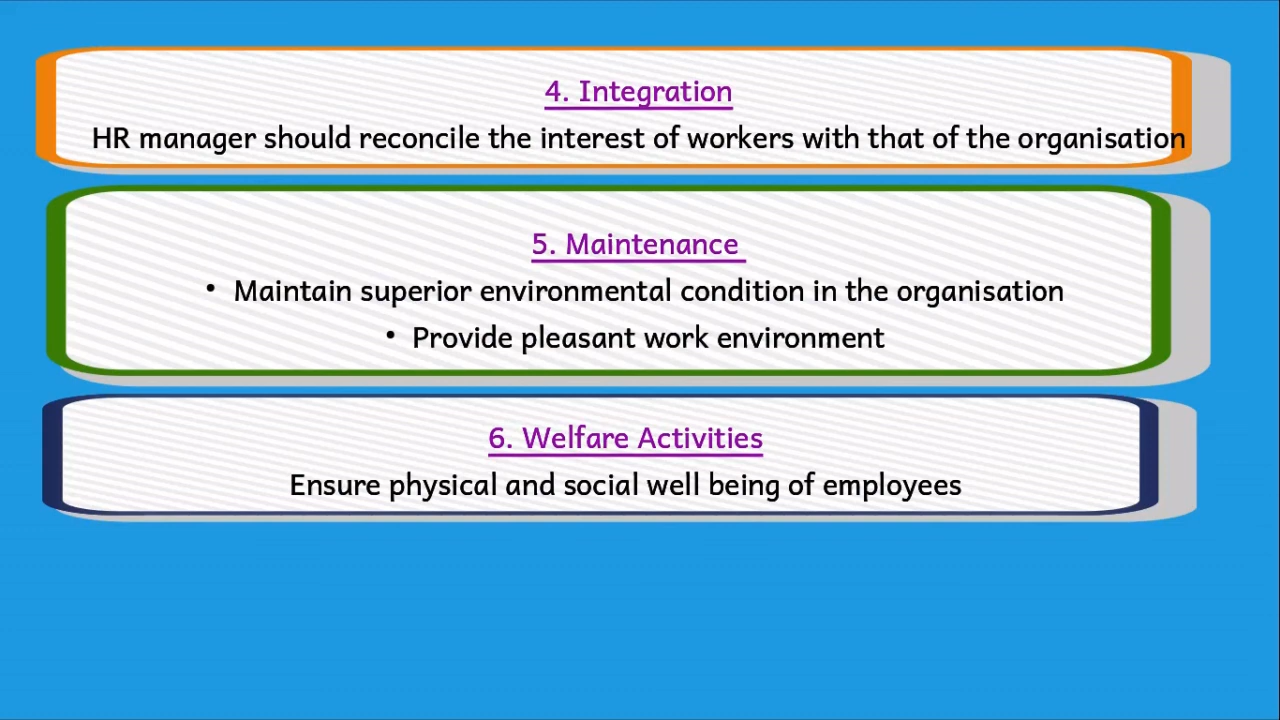 4. Integration
HR manager should reconcile the interest of workers with that of the organisation
5. Maintenance
• Maintain superior environmental condition in the organisation
• Provide pleasant work environment
6. Welfare Activities
Ensure physical and social well being of employees